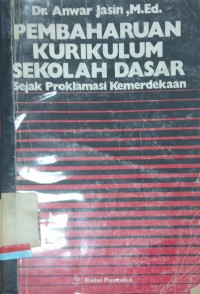 Dr. Anwar Jasin, M.Ed.
PEMBAHARUAN
KURIKULUM
SEKOLAH DASAR
Sejak Proklamasi Kemerdekaan
Balai Pustaka